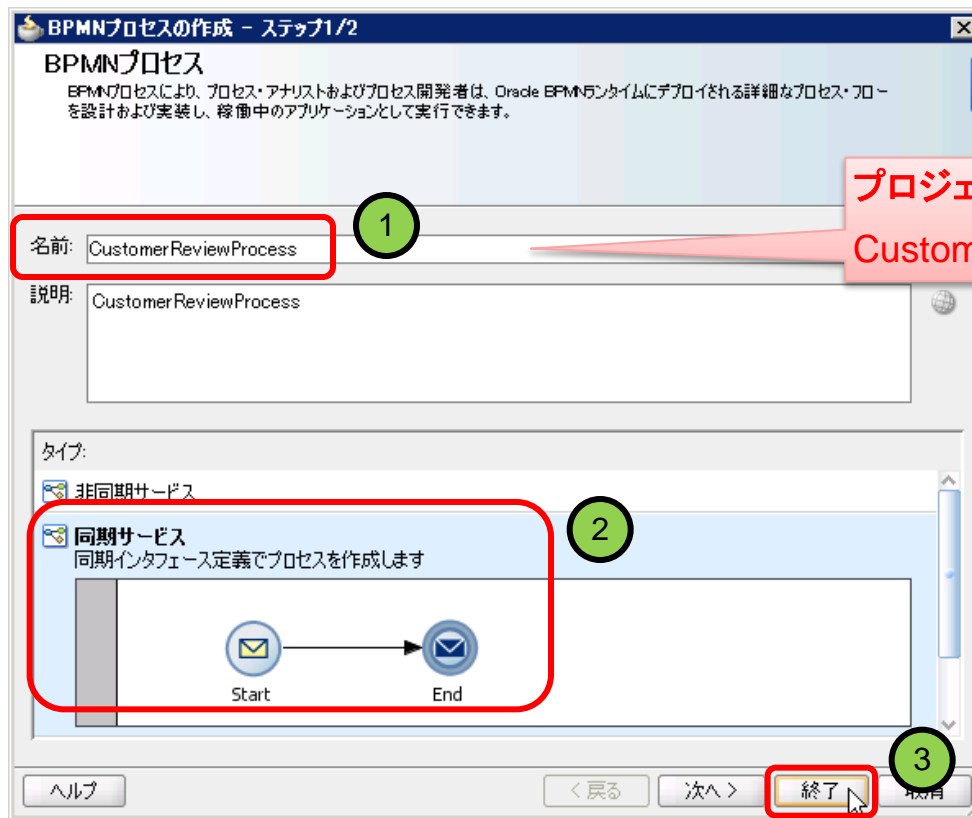 BPMNプロセスの作成 - ステップ1/2
BPMNプロセス
BPMNプロセスにより、プロセス・アナリストおよびプロセス開発者は、Oracle BPMNランタイムにデプロイされる詳細なプロセス・フロー
を設計および実装し、稼働中のアプリケーションとして実行できます。
プロジェ
1
名前: CustomerReviewProcess
Custom
説明: CustomerReviewProcess
タイプ:
非同期サービス
同期サービス
2
同期インタフェース定義でプロセスを作成します
Start End
3
ヘルプ < 戻る 次へ > 終了 取消